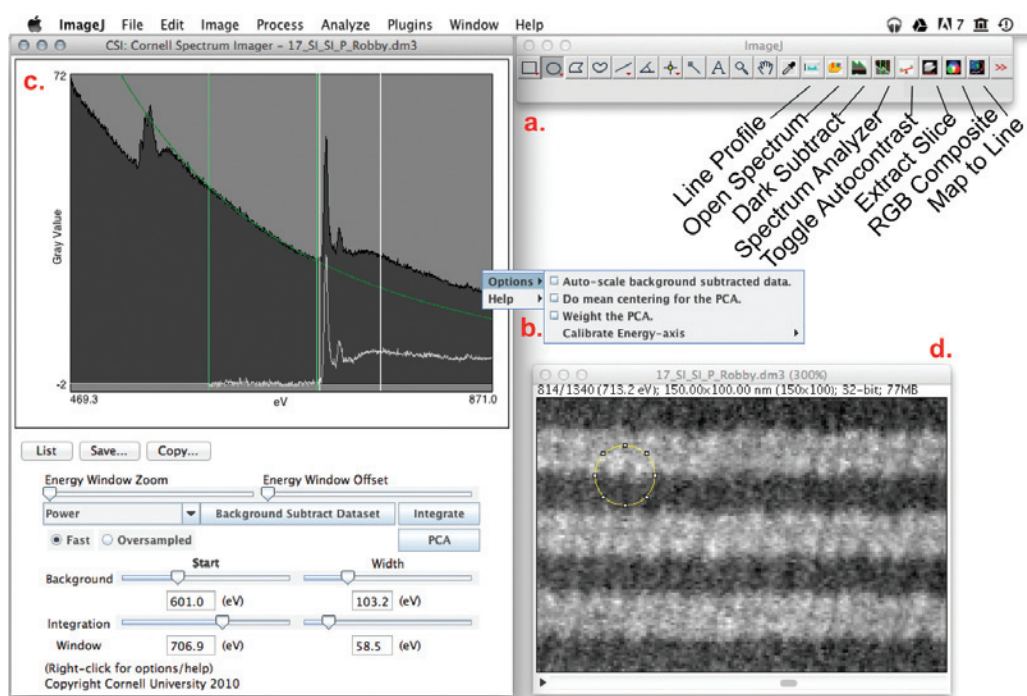 ImageJ File Edit Image Process Analyze Plugins Window Help
7
CSI: Cornell Spectrum Imager - 17_SI_SI_P_Robby.dm3
c.
72
Gray Value
-2
469.3
eV
871.0
List
Save...
Copy...
Energy Window Zoom
Energy Window Offset
Power
Background Subtract Dataset
Integrate
Fast
Oversampled
PCA
Start
Width
Background
601.0 (eV)
103.2 (eV)
Integration
Window
706.9 (eV)
58.5 (eV)
(Right-click for options/help)
Copyright Cornell University 2010
ImageJ
A
>>
a.
Line Profile
Open Spectrum
Dark Subtract
Spectrum Analyzer
Toggle Autocontrast
Extract Slice
RGB Composite
Map to Line
Options
Help
Auto-scale background subtracted data.
Do mean centering for the PCA.
Weight the PCA.
Calibrate Energy-axis
b.
d.
17_SI_SI_P_Robby.dm3 (300%)
814/1340 (713.2 eV); 150.00x100.00 nm (150x100); 32-bit; 77MB